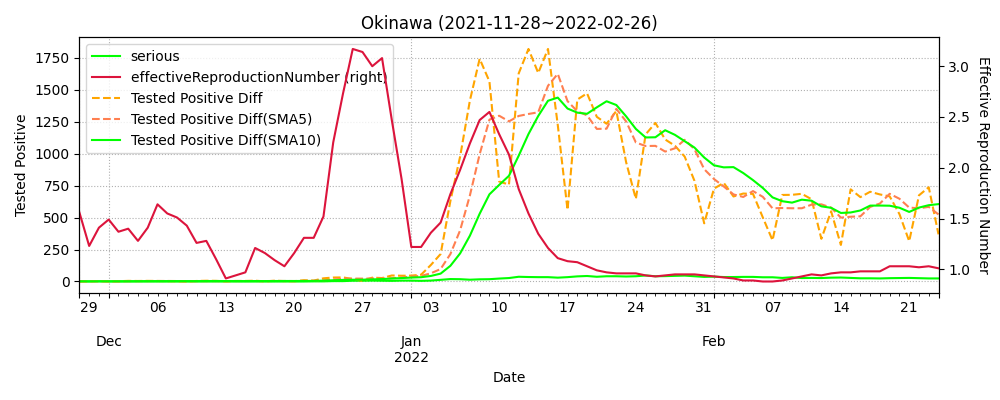 Okinawa (2021-11-28~2022-02-26)
serious
effectiveReproductionNumber (right)
Tested Positive Diff
Tested Positive Diff(SMA5)
Tested Positive Diff(SMA10)
Tested Positive
1750
1500
1250
1000
750
500
250
0
3.0
2.5
2.0
1.5
1.0
Effective Reproduction Number
29 06 13 20 27 03 10 17 24 31 07 14 21
Dec Jan Feb
2022
Date